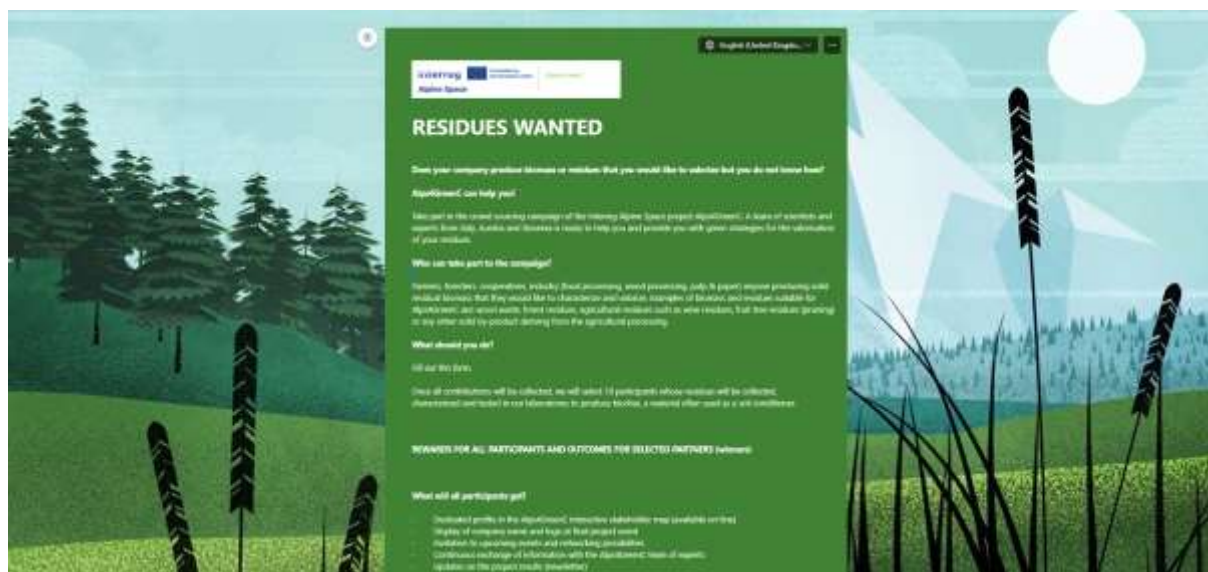 English (United Kingdo...
Interreg
Alpine Space
RESIDUES WANTED
Does your company produce biomass or residues that you would like to valorise but you do not know how?
can help you!
Take part in the crowd sourcing campaign of the Interreg Alpine Space project A team of scientists and
experts from Italy, Austria and Slovenia is ready to help you and provide you with green strategies for the valorisation
of your residues.
Who can take part to the campaign?
Farmers, foresters, cooperatives, industry (food processing, wood processing, pulp & paper) anyone producing solid
residual biomass that they would like to characterize and valorise, examples of biomass and residues suitable for
are wood waste, forest residues, agricultural residues such as wine residues, fruit tree residues (pruning)
or any other solid by-product deriving from the agricultural processing.
What should you do?
Fill out this form.
Once all contributions will be collected, we will select 10 participants whose residues will be collected,
characterised and tested in our laboratories to produce biochar, a material often used as a soil conditioner.
REWARDS FOR ALL PARTICIPANTS AND OUTCOMES FOR SELECTED PARTNERS (winners)
What will all participants get?
Dedicated profile in the interactive stakeholder map (available on-line)
Display of company name and logo at final project event
Invitation to upcoming events and networking possibilities
Continuous exchange of information with the team of experts
Updates on the project results (newsletter)